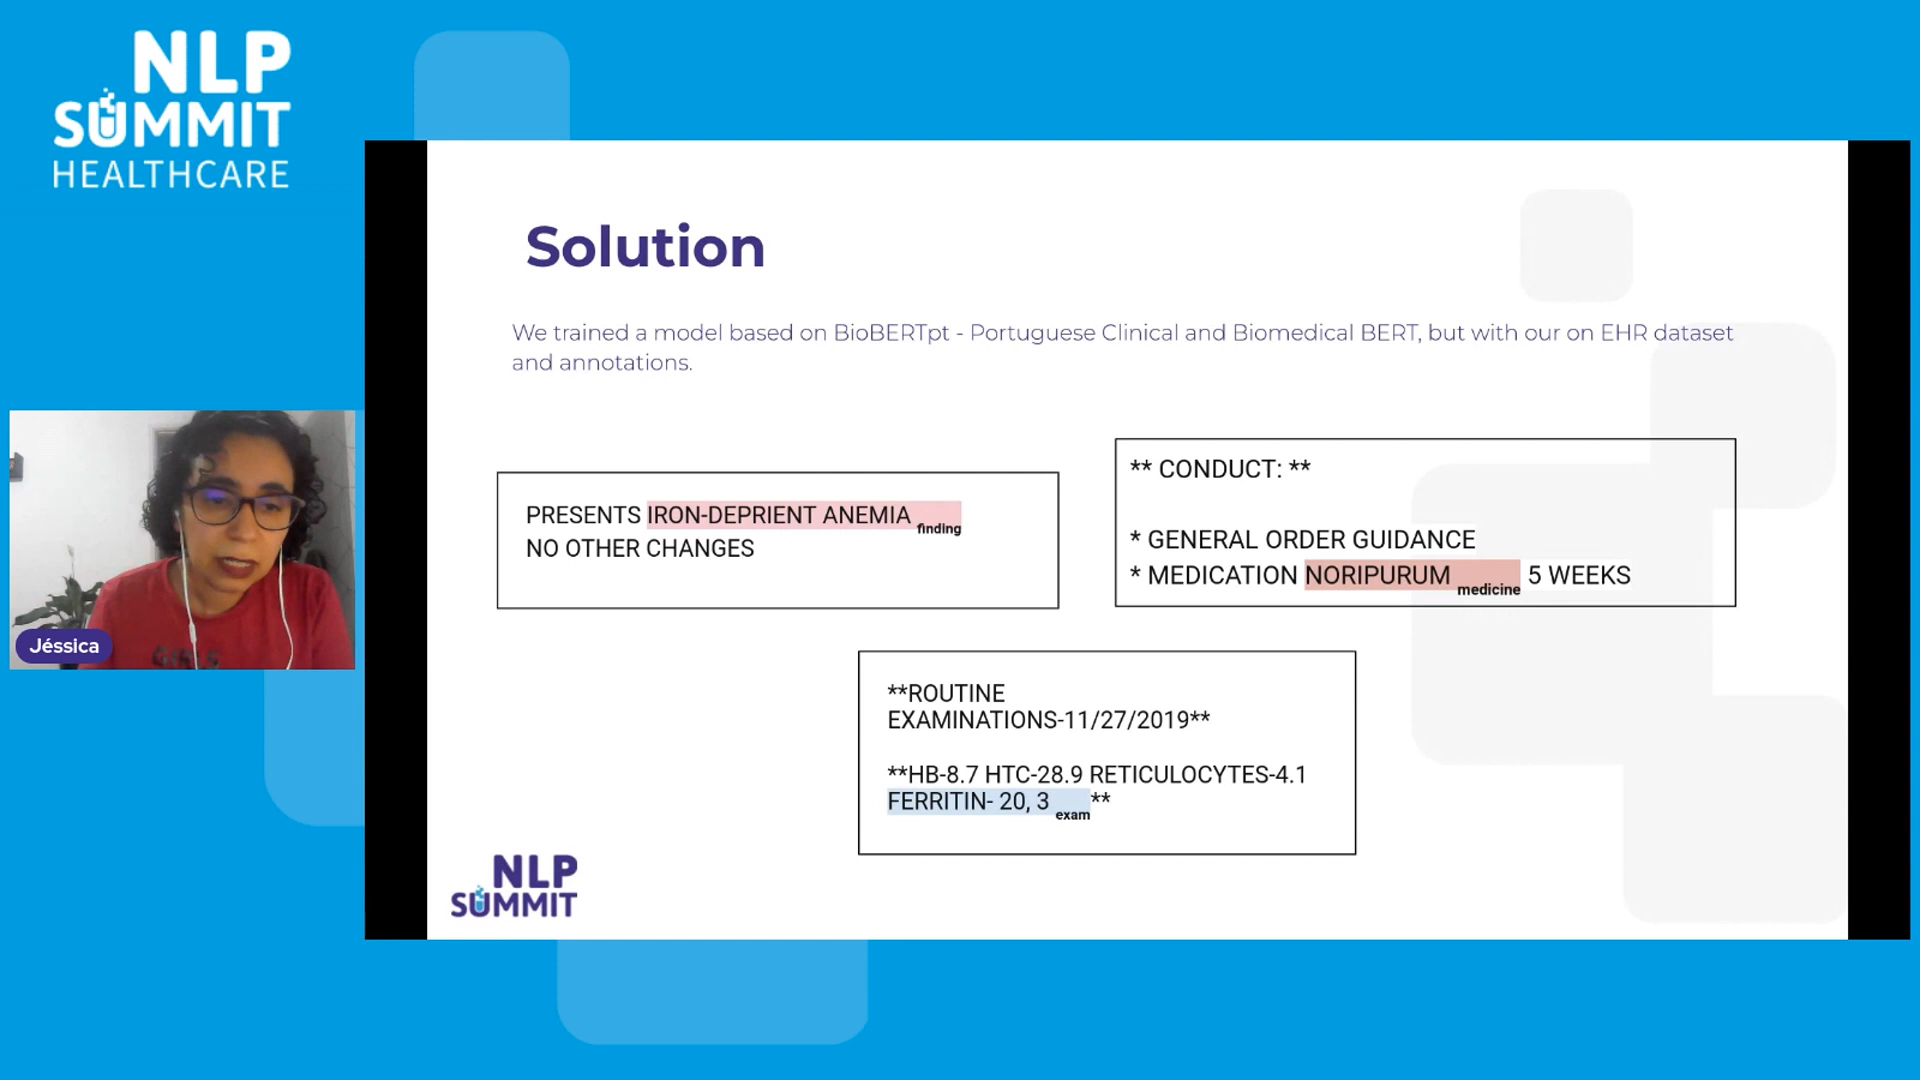 NLP
SUMMIT
HEALTHCARE
Solution
We trained a model based on BioBERTpt - Portuguese Clinical and Biomedical BERT, but with our on EHR dataset
and annotations.
PRESENTS IRON-DEPRIENT ANEMIA finding
NO OTHER CHANGES
** CONDUCT: **
* GENERAL ORDER GUIDANCE
* MEDICATION NORIPURUM medicine 5 WEEKS
**ROUTINE
EXAMINATIONS-11/27/2019**
**HB-8.7 HTC-28.9 RETICULOCYTES-4.1
FERRITIN- 20, 3 exam**
Jéssica
NLP
SUMMIT